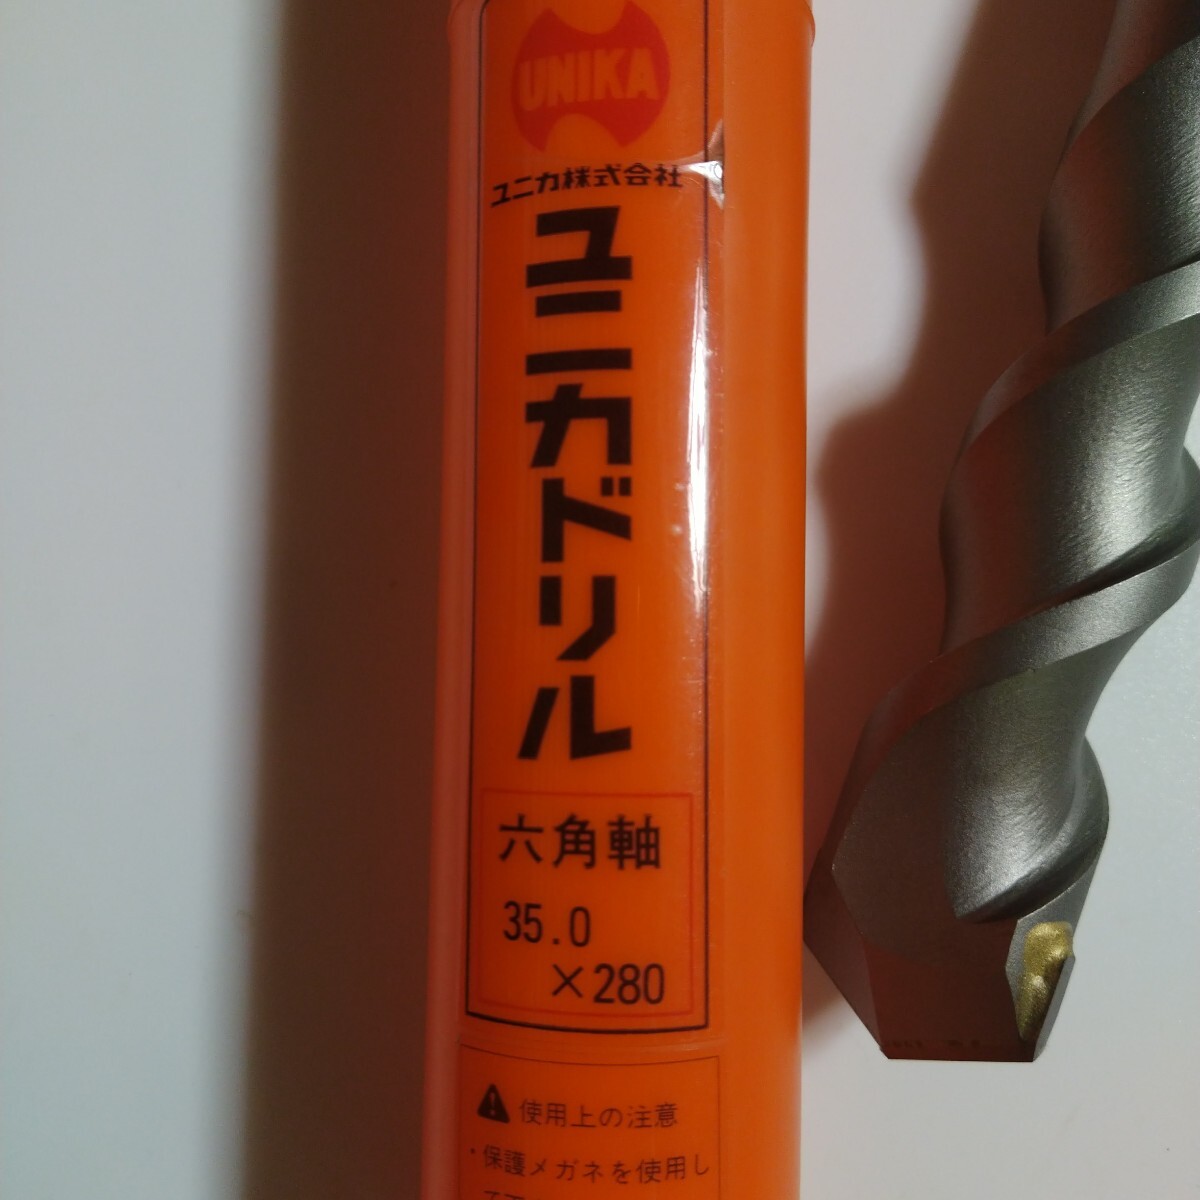 UNIKA
ユニカ株式会社
ユニカドリル
六角軸
35.0
×280
使用上の注意
・保護メガネを使用し